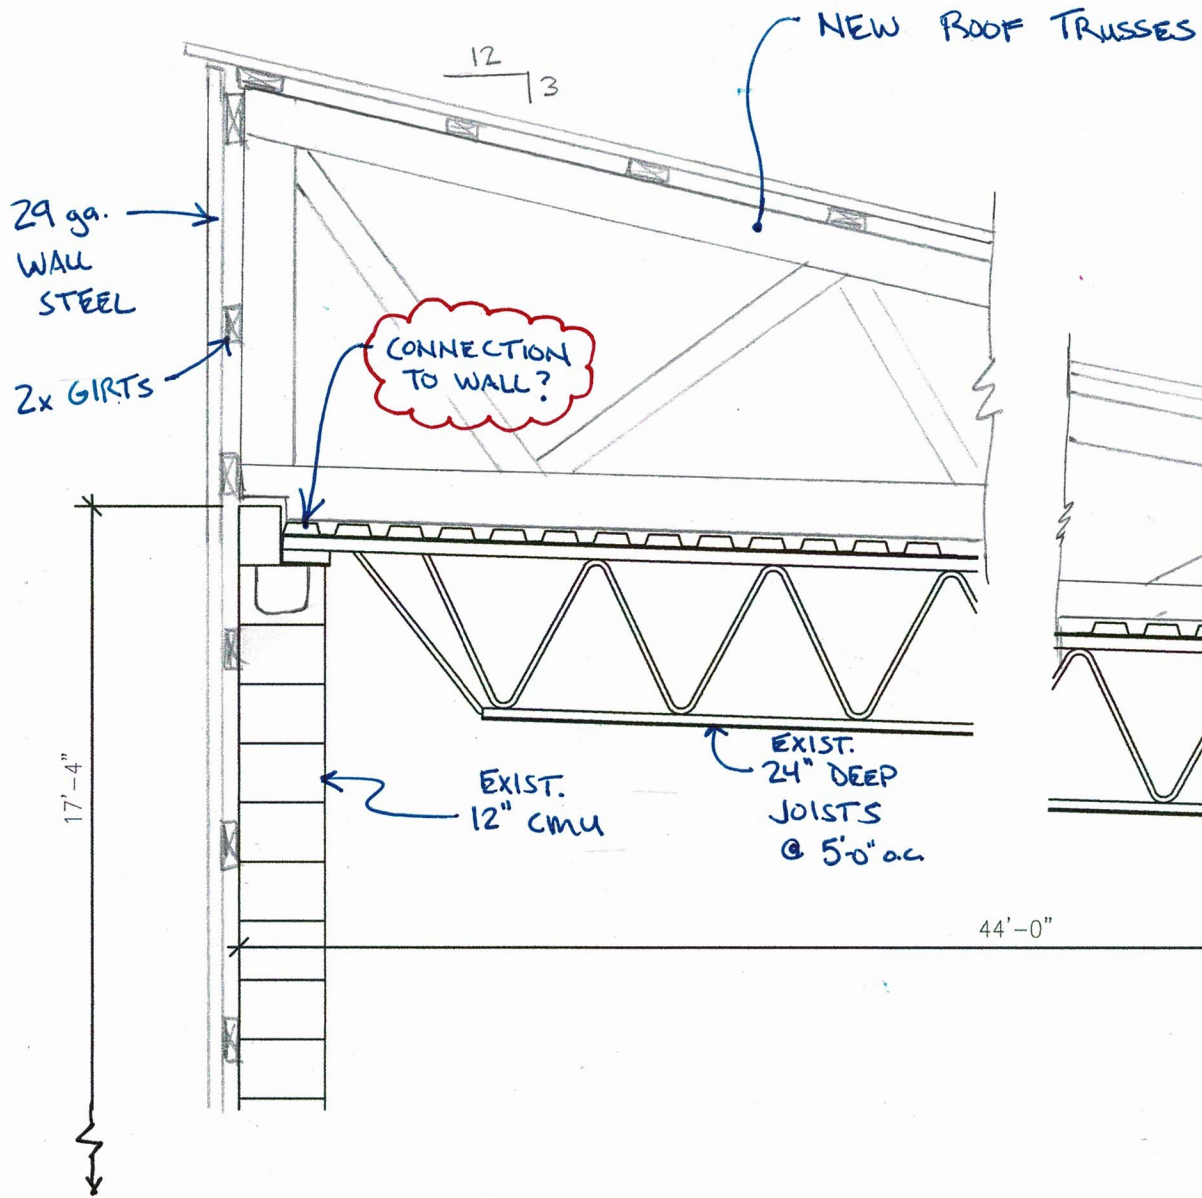 NEW ROOF TRUSSES
12
3
29 ga.
WALL
STEEL
2x GIRTS
CONNECTION
TO WALL?
17'-4"
EXIST.
12" CMU
EXIST.
24" DEEP
JOISTS
@ 5'-0" o.c.
44'-0"